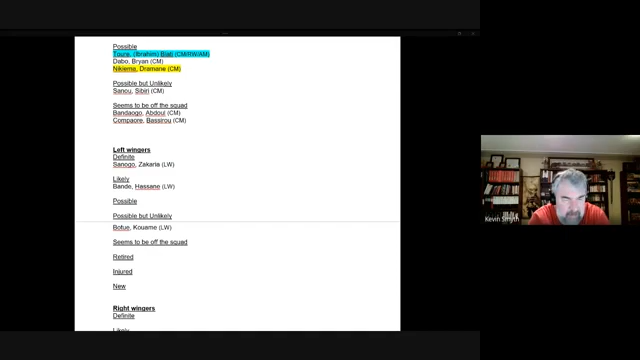 Possible
Toure, (Ibrahim) Blati (CM/RW/AM)
Dabo, Bryan (CM)
Nikiema, Dramane (CM)
Possible but Unlikely
Sanou, Sibiri (CM)
Seems to be off the squad
Bandaogo, Abdoul (CM)
Compaore, Bassirou (CM)
Left wingers
Definite
Sanogo, Zakaria (LW)
Likely
Bande, Hassane (LW)
Possible
Possible but Unlikely
Botue, Kouame (LW)
Seems to be off the squad
Retired
Injured
New
Right wingers
Definite
Likely
Kevin Smyth